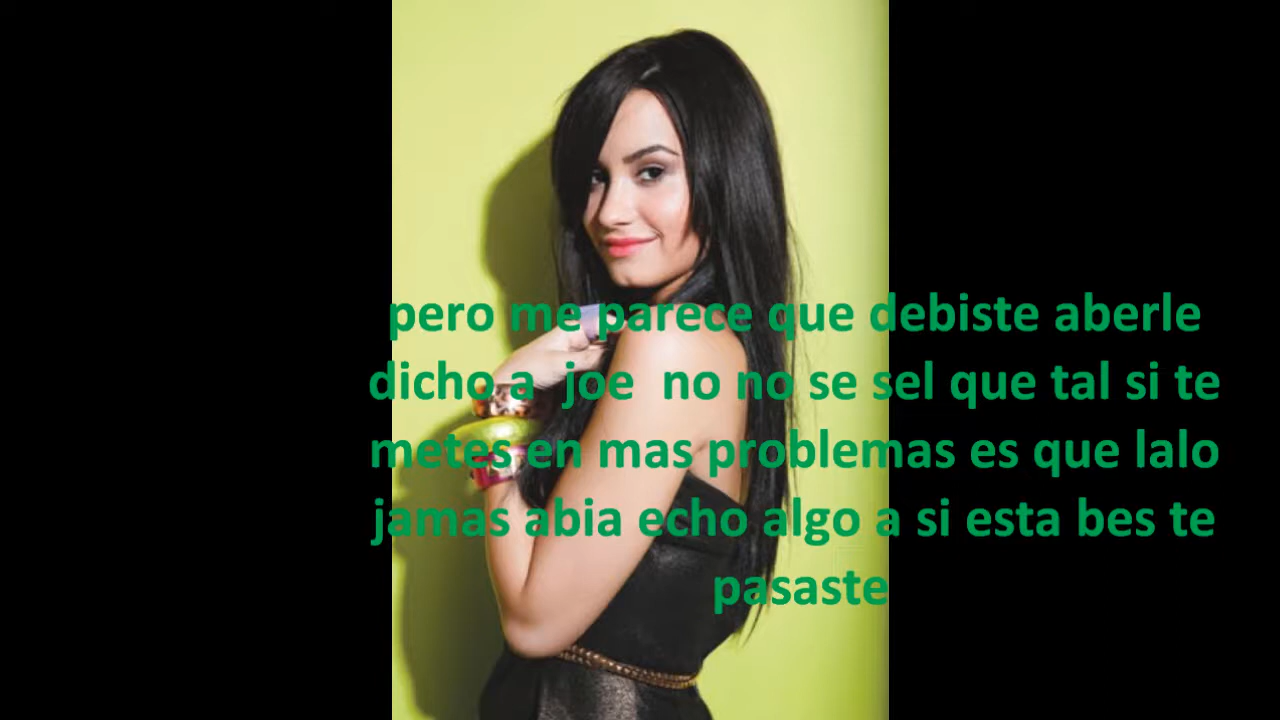 pero me parece que debiste aberle
dicho a joe no no se sel que tal si te
metes en mas problemas es que lalo
jamas abia echo algo a si esta bes te
pasaste